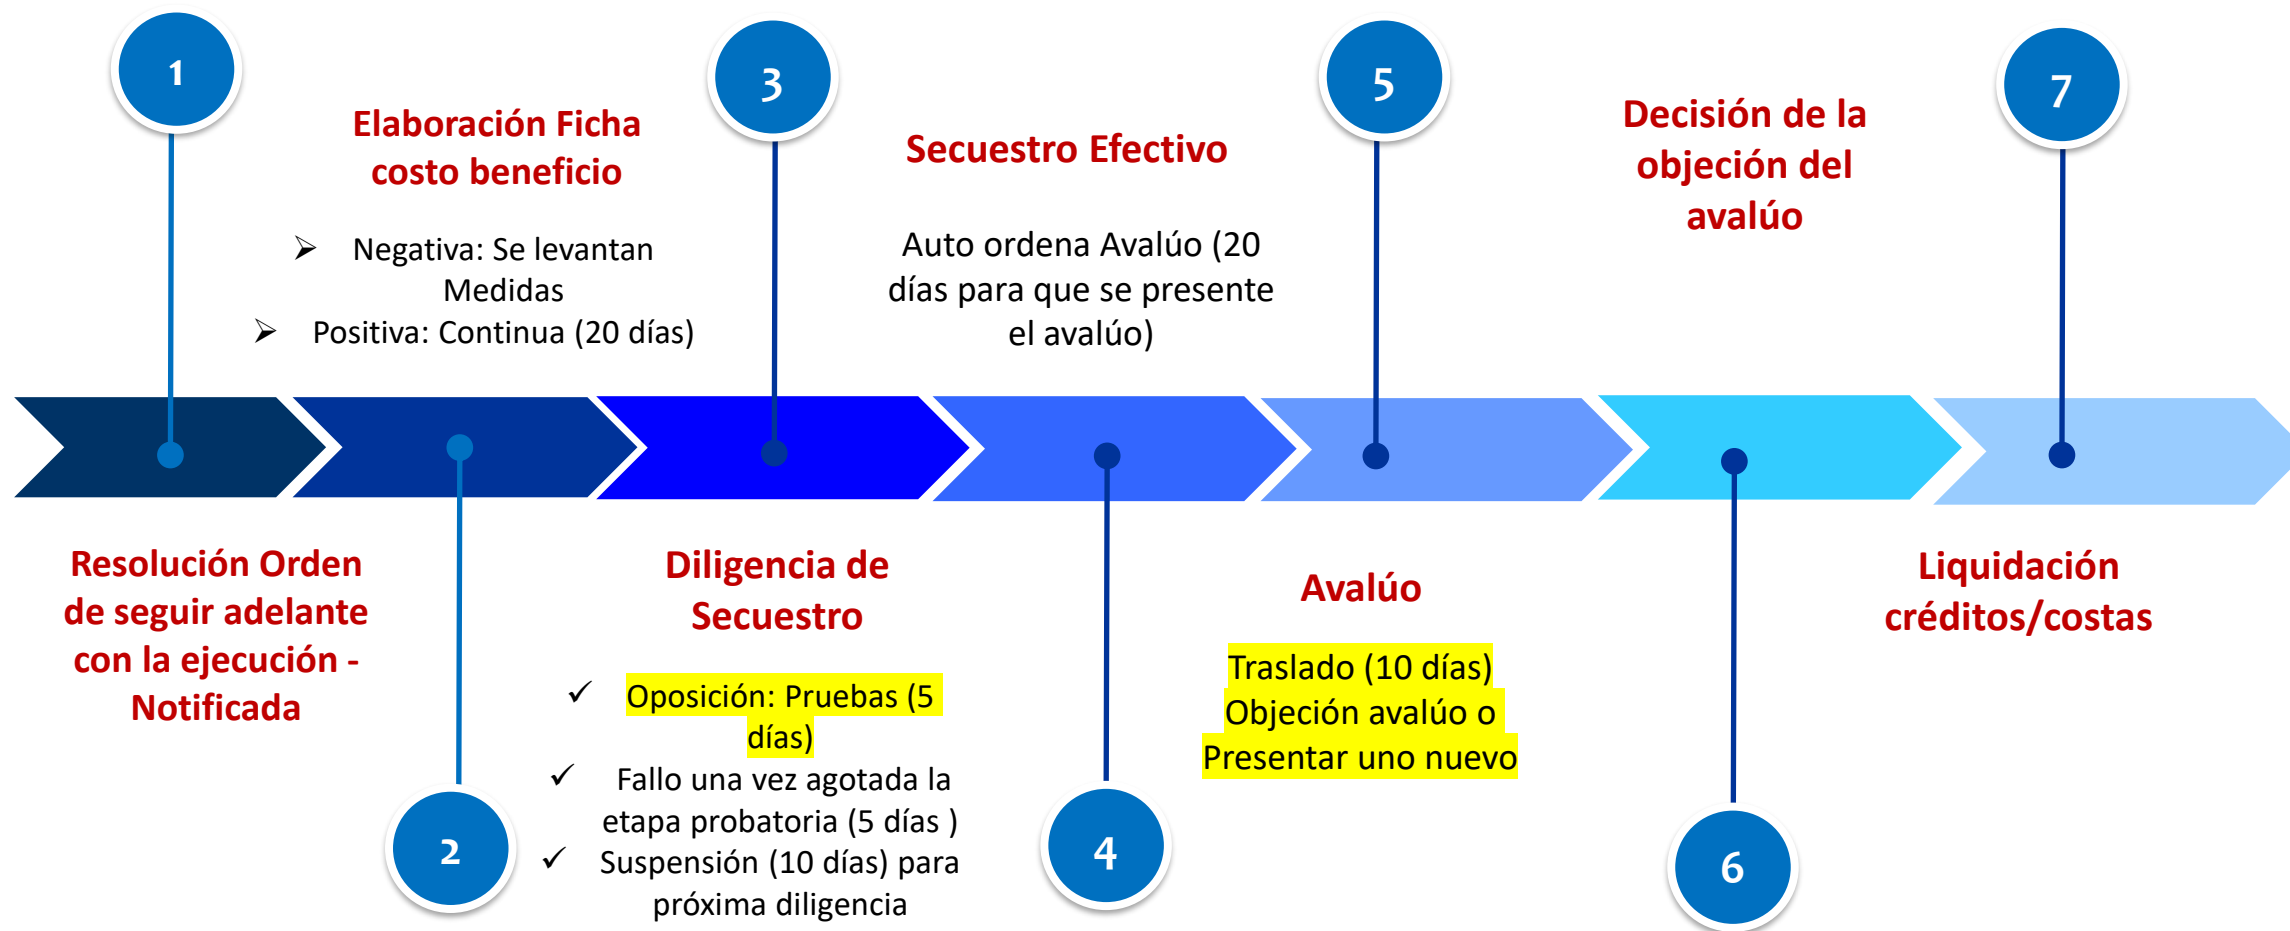 1
Resolución Orden
de seguir adelante
con la ejecución -
Notificada
Elaboración Ficha
costo beneficio
➢ Negativa: Se levantan
Medidas
➢ Positiva: Continua (20 días)
2
3
Diligencia de
Secuestro
✓ Oposición: Pruebas (5
días)
✓ Fallo una vez agotada la
etapa probatoria (5 días )
✓ Suspensión (10 días) para
próxima diligencia
Secuestro Efectivo
Auto ordena Avalúo (20
días para que se presente
el avalúo)
4
5
Avalúo
Traslado (10 días)
Objeción avalúo o
Presentar uno nuevo
Decisión de la
objeción del
avalúo
6
7
Liquidación
créditos/costas